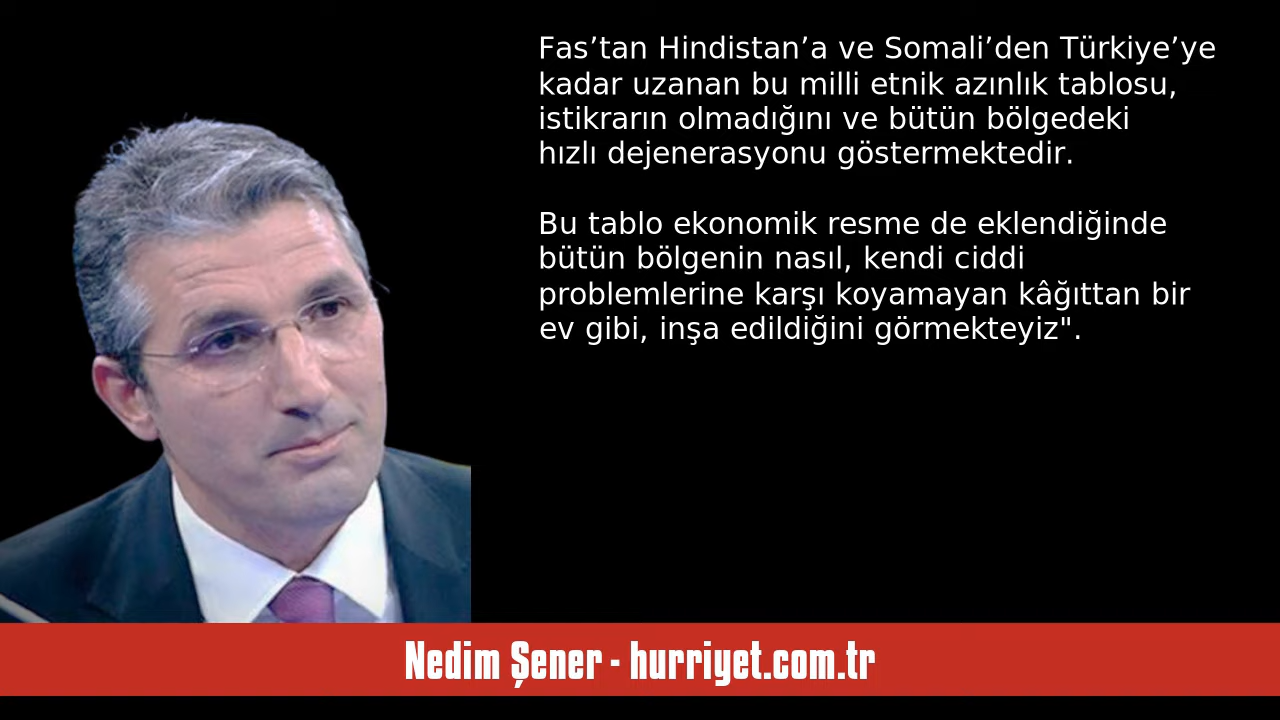 Fas’tan Hindistan’a ve Somali’den Türkiye’ye
kadar uzanan bu milli etnik azınlık tablosu,
istikrarın olmadığını ve bütün bölgedeki
hızlı dejenerasyonu göstermektedir.
Bu tablo ekonomik resme de eklendiğinde
bütün bölgenin nasıl, kendi ciddi
problemlerine karşı koyamayan kâğıttan bir
ev gibi, inşa edildiğini görmekteyiz".
Nedim Şener - hurriyet.com.tr